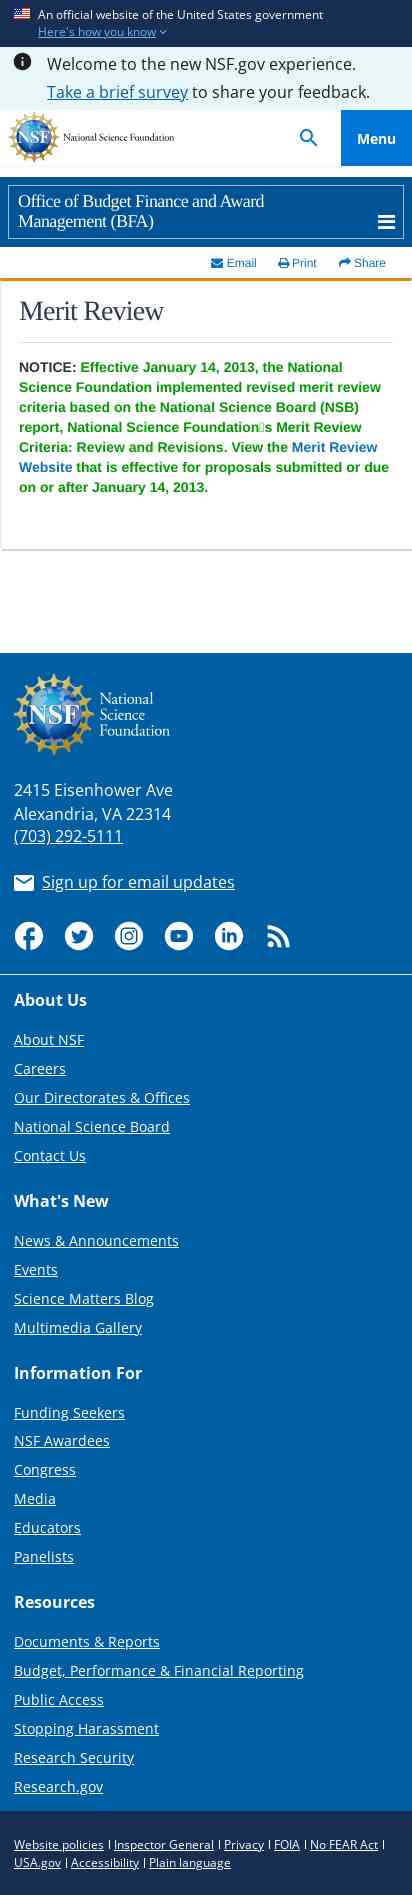 An official website of the United States government
Here's how you know
Welcome to the new NSF.gov experience.
Take a brief survey to share your feedback.
NSF National Science Foundation
Menu
Office of Budget Finance and Award
Management (BFA)
Email Print Share
Merit Review
NOTICE: Effective January 14, 2013, the National
Science Foundation implemented revised merit review
criteria based on the National Science Board (NSB)
report, National Science Foundation▯s Merit Review
Criteria: Review and Revisions. View the Merit Review
Website that is effective for proposals submitted or due
on or after January 14, 2013.
NSF
National
Science
Foundation
2415 Eisenhower Ave
Alexandria, VA 22314
(703) 292-5111
Sign up for email updates
About Us
About NSF
Careers
Our Directorates & Offices
National Science Board
Contact Us
What's New
News & Announcements
Events
Science Matters Blog
Multimedia Gallery
Information For
Funding Seekers
NSF Awardees
Congress
Media
Educators
Panelists
Resources
Documents & Reports
Budget, Performance & Financial Reporting
Public Access
Stopping Harassment
Research Security
Research.gov
Website policies | Inspector General | Privacy | FOIA | No FEAR Act |
USA.gov | Accessibility | Plain language